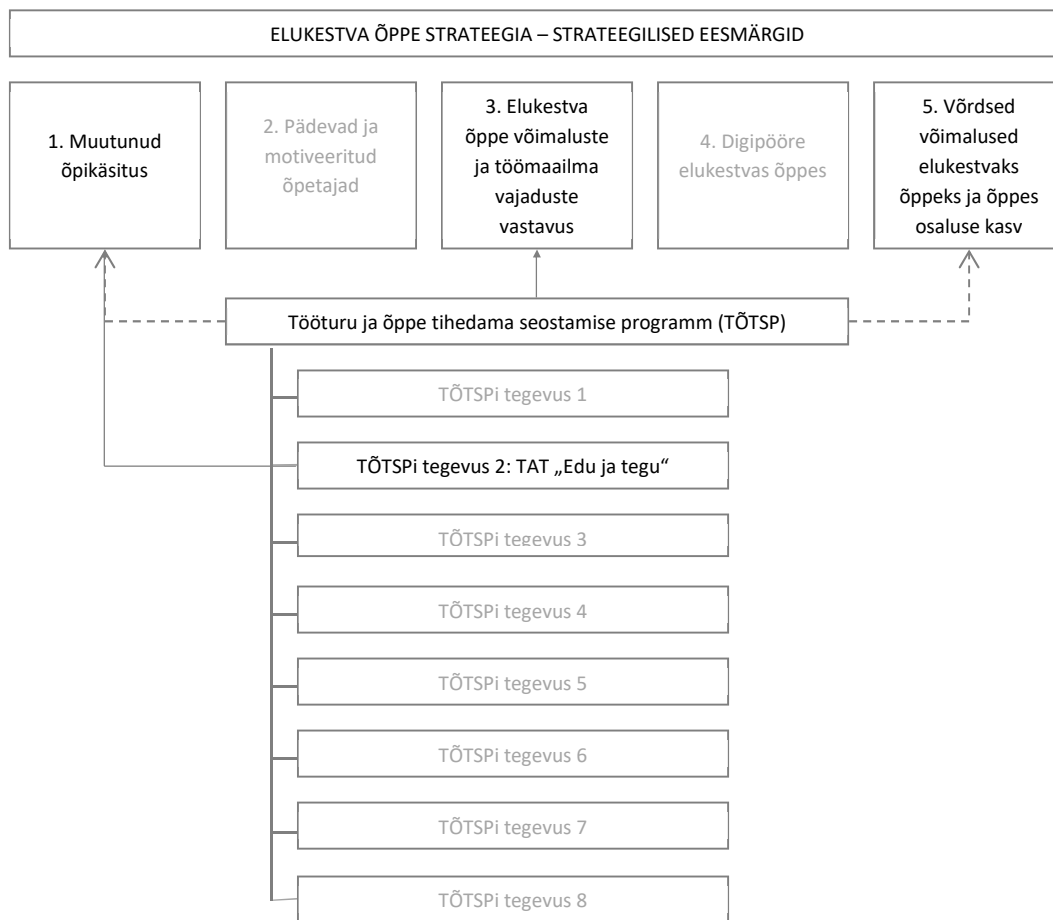 ELUKESTVA ÕPPE STRATEEGIA – STRATEEGILISED EESMÄRGID
1. Muutunud
õpikäsitus
2. Pädevad ja
motiveeritud
õpetajad
3. Elukestva
õppe võimaluste
ja töömaailma
vajaduste
vastavus
4. Digipööre
elukestvas õppes
5. Võrdsed
võimalused
elukestvaks
õppeks ja õppes
osaluse kasv
Tööturu ja õppe tihedama seostamise programm (TÕTSP)
TÕTSPi tegevus 1
TÕTSPi tegevus 2: TAT „Edu ja tegu“
TÕTSPi tegevus 3
TÕTSPi tegevus 4
TÕTSPi tegevus 5
TÕTSPi tegevus 6
TÕTSPi tegevus 7
TÕTSPi tegevus 8